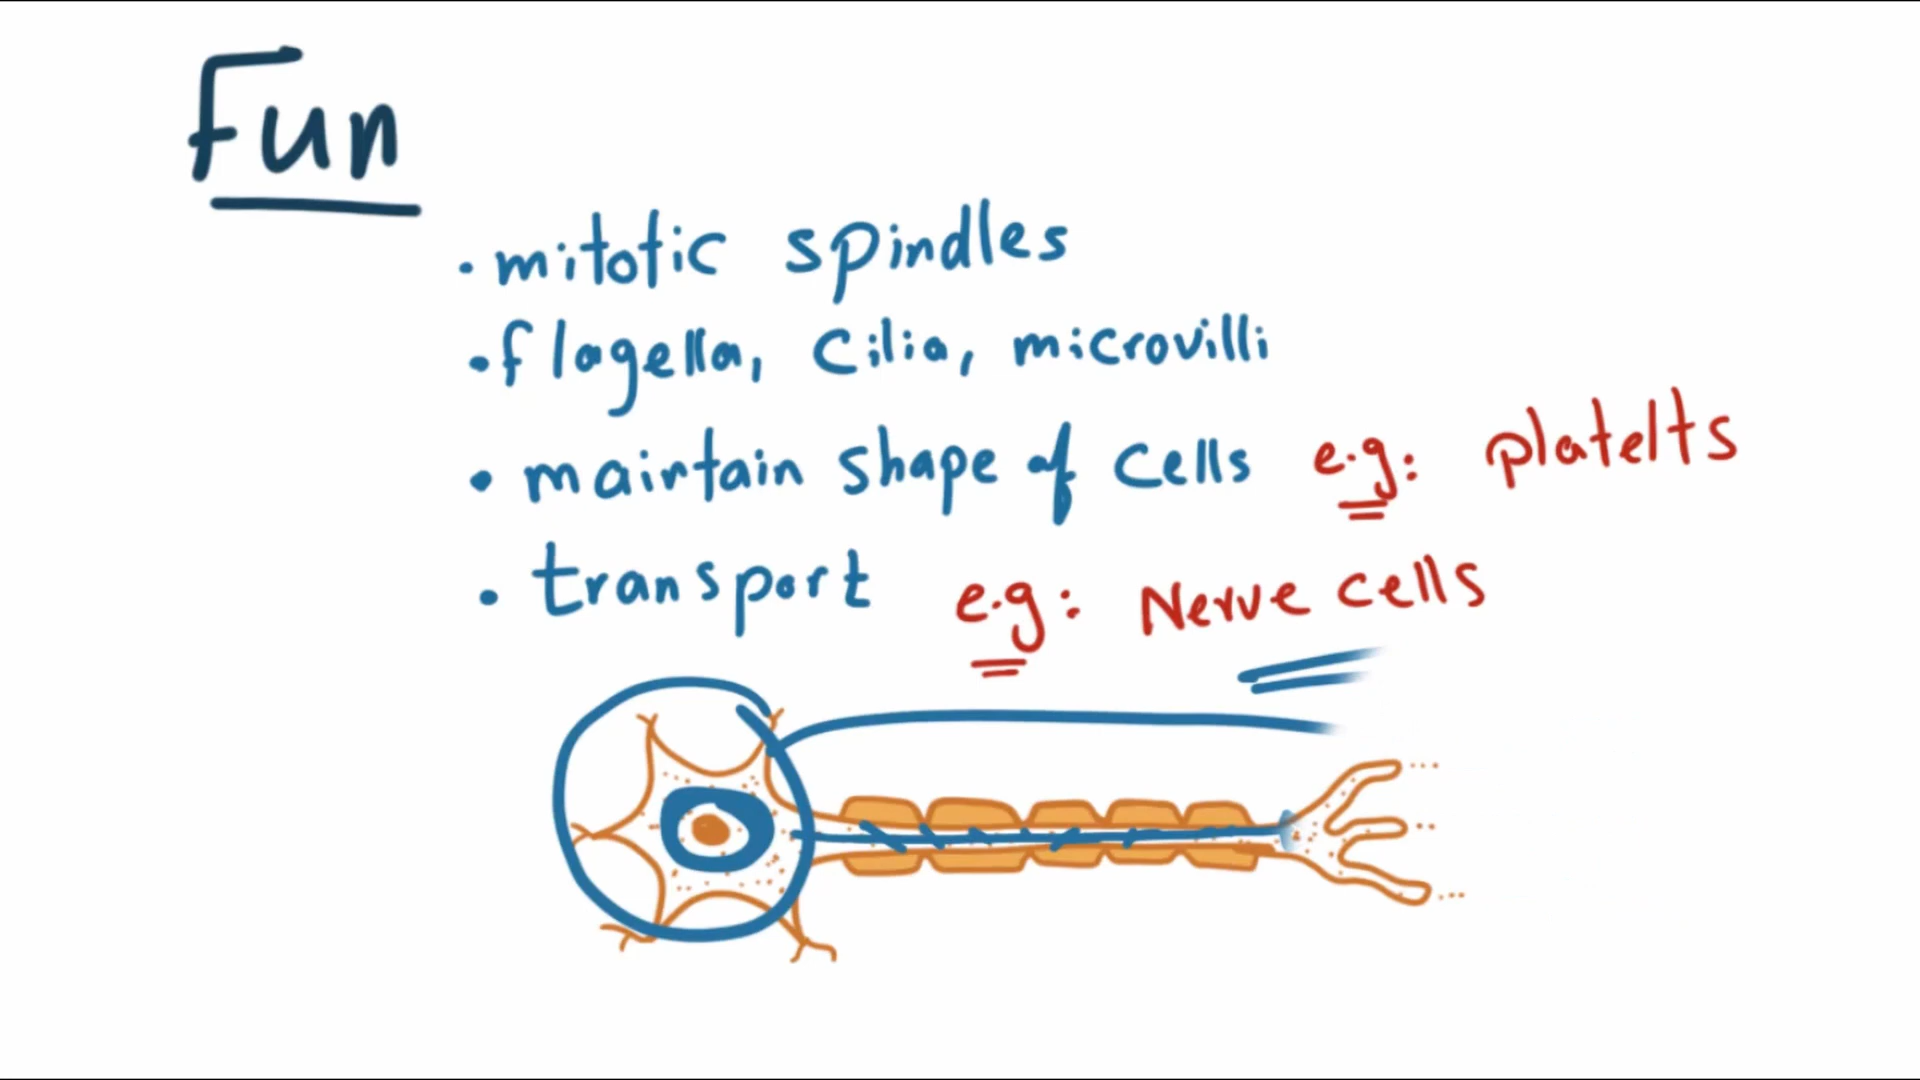 Fun
• mitotic spindles
• flagella, cilia, microvilli
• maintain shape of cells e.g: platelts
• transport e.g: Nerve cells